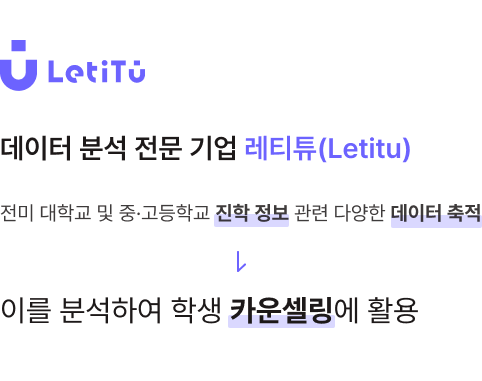 LetiTu
데이터 분석 전문 기업 레티튜(Letitu)
전미 대학교 및 중·고등학교 진학 정보 관련 다양한 데이터 축적
이를 분석하여 학생 카운셀링에 활용